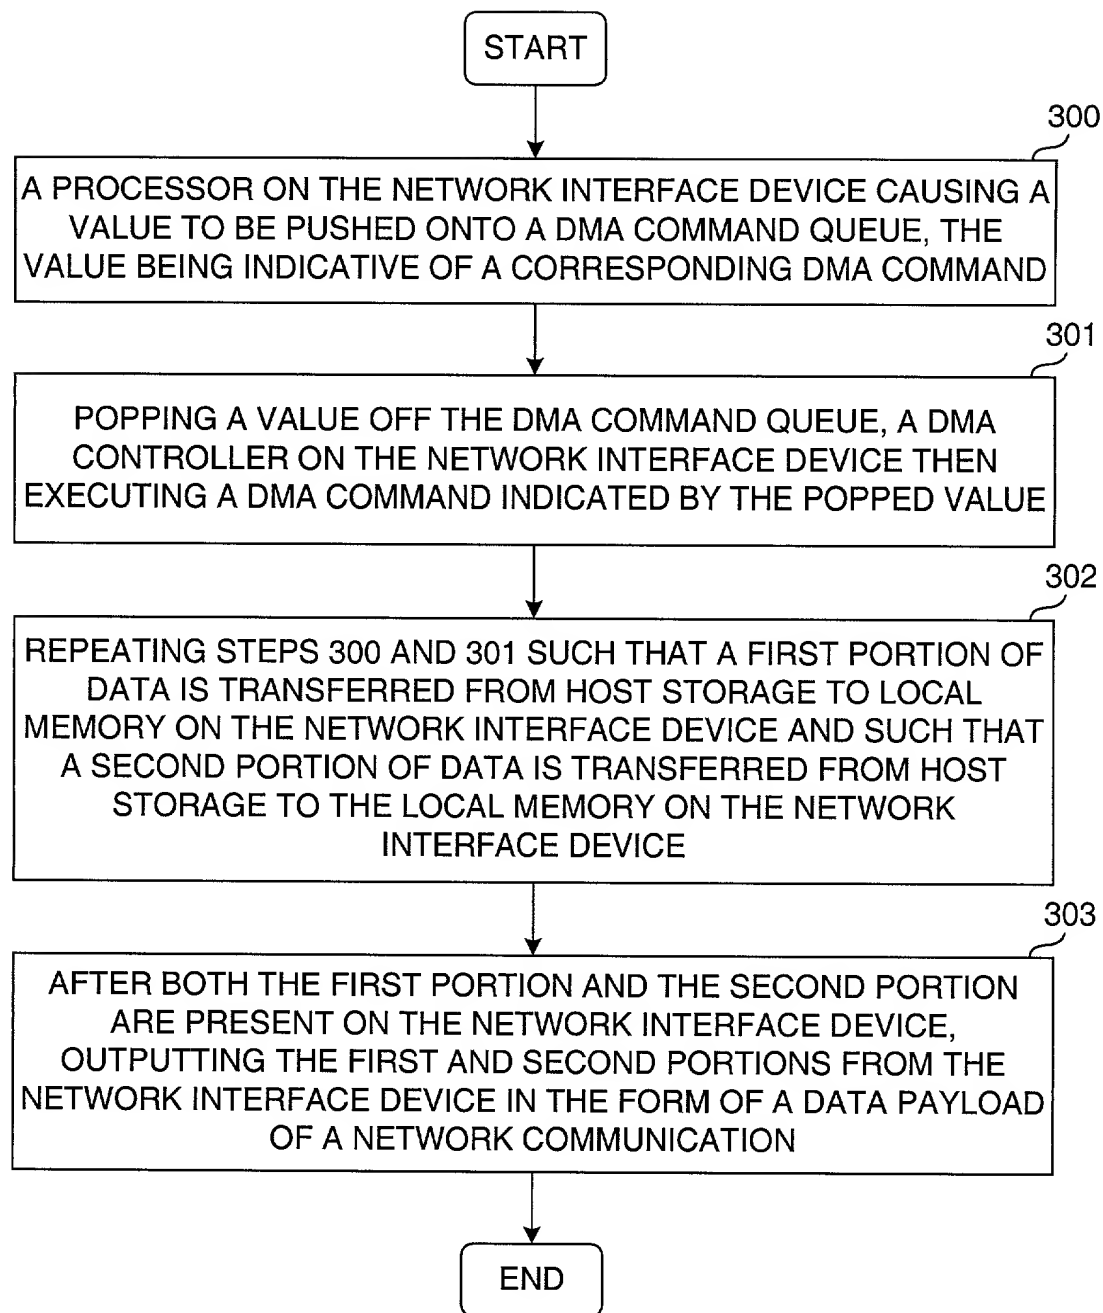 START
300
A PROCESSOR ON THE NETWORK INTERFACE DEVICE CAUSING A
VALUE TO BE PUSHED ONTO A DMA COMMAND QUEUE, THE
VALUE BEING INDICATIVE OF A CORRESPONDING DMA COMMAND
301
POPPING A VALUE OFF THE DMA COMMAND QUEUE, A DMA
CONTROLLER ON THE NETWORK INTERFACE DEVICE THEN
EXECUTING A DMA COMMAND INDICATED BY THE POPPED VALUE
302
REPEATING STEPS 300 AND 301 SUCH THAT A FIRST PORTION OF
DATA IS TRANSFERRED FROM HOST STORAGE TO LOCAL
MEMORY ON THE NETWORK INTERFACE DEVICE AND SUCH THAT
A SECOND PORTION OF DATA IS TRANSFERRED FROM HOST
STORAGE TO THE LOCAL MEMORY ON THE NETWORK
INTERFACE DEVICE
303
AFTER BOTH THE FIRST PORTION AND THE SECOND PORTION
ARE PRESENT ON THE NETWORK INTERFACE DEVICE,
OUTPUTTING THE FIRST AND SECOND PORTIONS FROM THE
NETWORK INTERFACE DEVICE IN THE FORM OF A DATA PAYLOAD
OF A NETWORK COMMUNICATION
END